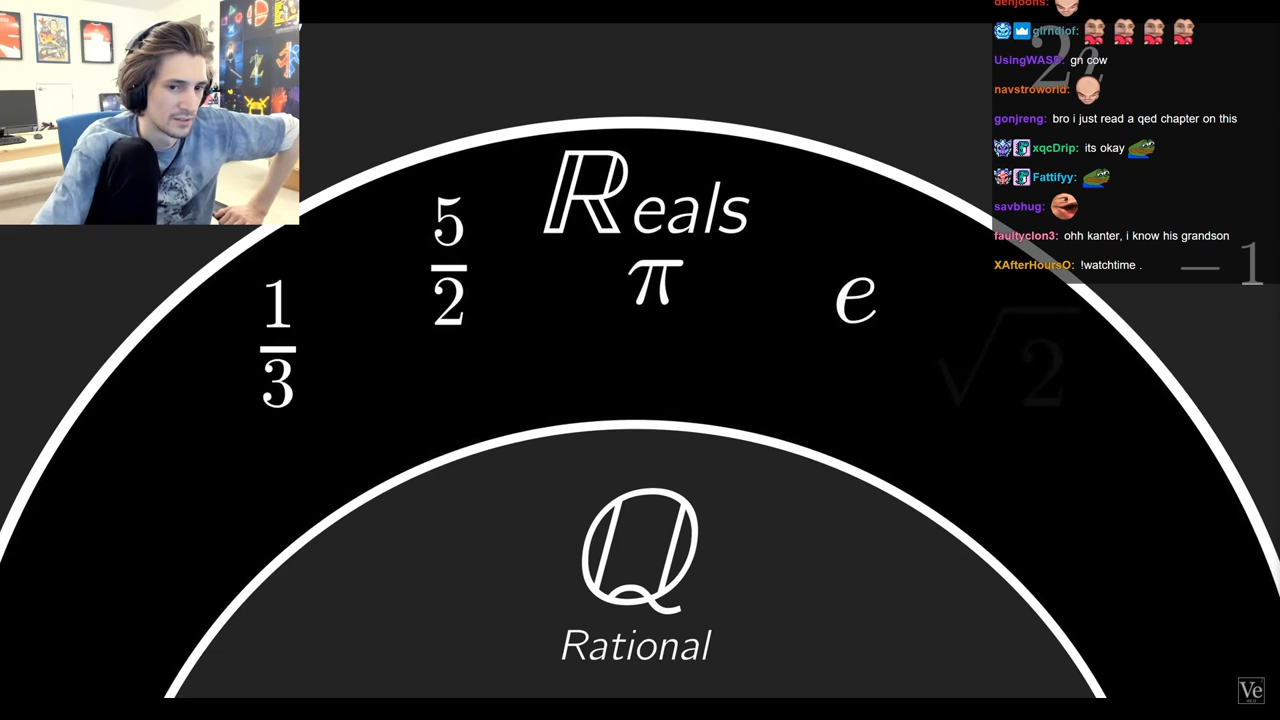 denjoons:
girndiof:
UsingWASD: gn cow
navstroworld:
gonjreng: bro i just read a qed chapter on this
xqcDrip: its okay
Fattifyy:
savbhug:
faultyclon3: ohh kanter, i know his grandson
XAfterHoursO: !watchtime .
2i
− 1
ℝeals
5/2
1/3
π
e
√2
ℚ
Rational
Ve